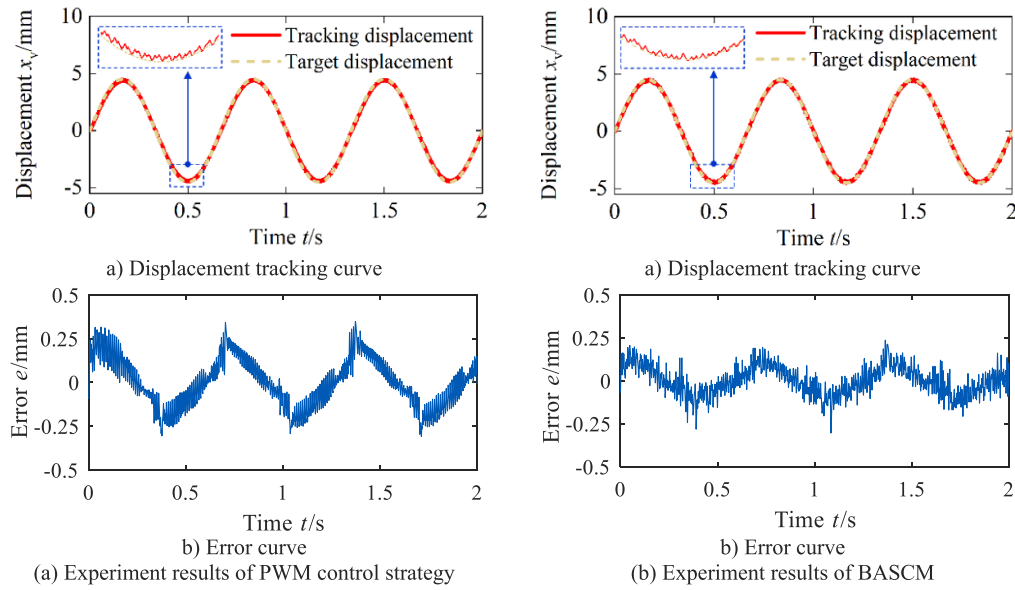 Displacement xv/mm
10
5
0
-5
Tracking displacement
Target displacement
0 0.5 1 1.5 2
Time t/s
a) Displacement tracking curve
Error e/mm
0.5
0.25
0
-0.25
-0.5
0 0.5 1 1.5 2
Time t/s
b) Error curve
(a) Experiment results of PWM control strategy
Displacement xv/mm
10
5
0
-5
Tracking displacement
Target displacement
0 0.5 1 1.5 2
Time t/s
a) Displacement tracking curve
Error e/mm
0.5
0.25
0
-0.25
-0.5
0 0.5 1 1.5 2
Time t/s
b) Error curve
(b) Experiment results of BASCM